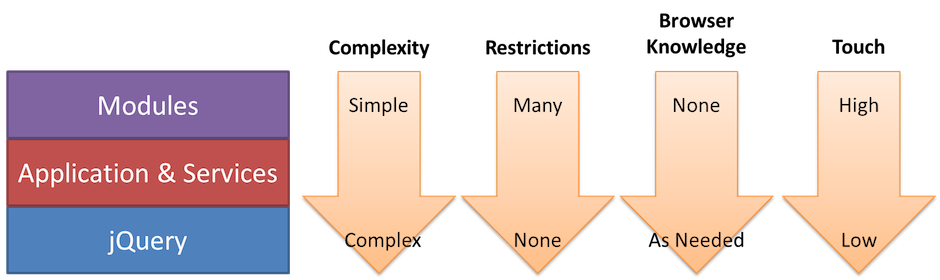 Complexity
Restrictions
Browser
Knowledge
Touch
Modules
Simple
Many
None
High
Application & Services
jQuery
Complex
None
As Needed
Low